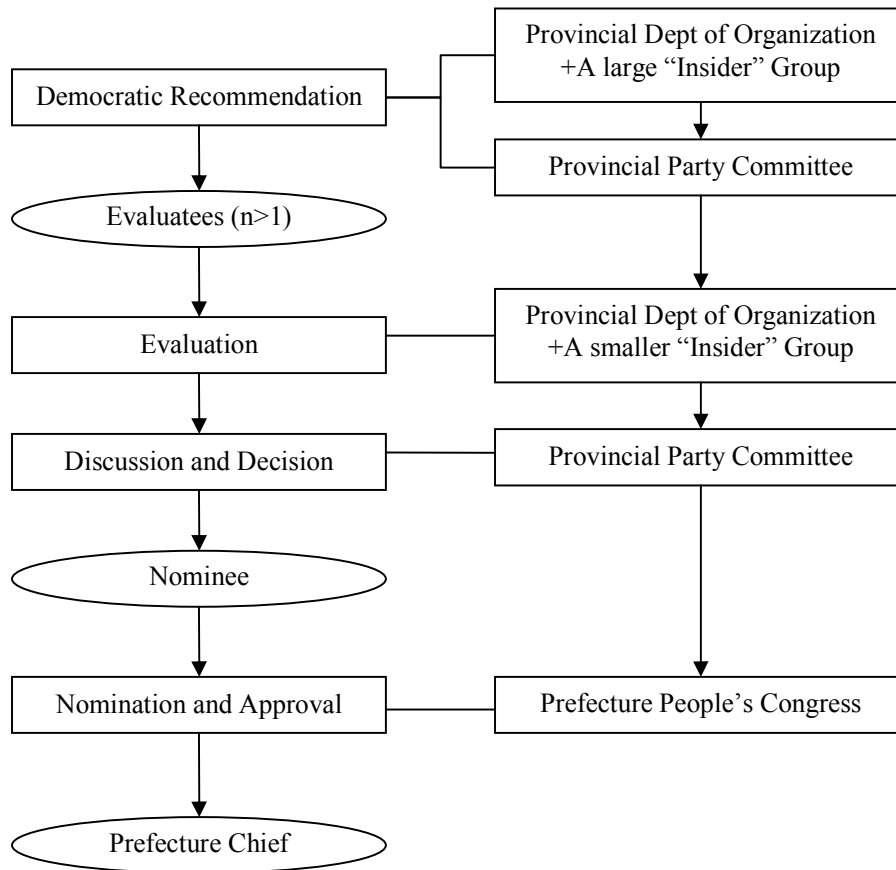 Provincial Dept of Organization
+A large “Insider” Group
Democratic Recommendation
Provincial Party Committee
Evaluatees (n>1)
Provincial Dept of Organization
+A smaller “Insider” Group
Evaluation
Discussion and Decision
Provincial Party Committee
Nominee
Nomination and Approval
Prefecture People’s Congress
Prefecture Chief